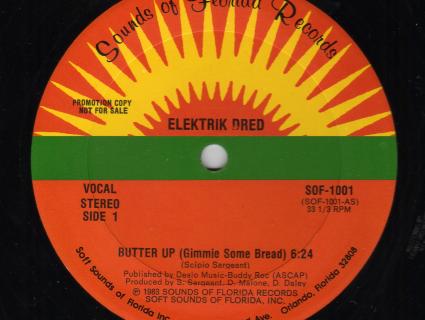 Sounds of Florida Records
PROMOTION COPY
NOT FOR SALE
ELEKTRIK DRED
VOCAL
STEREO
SIDE 1
SOF-1001
(SOF-1001-AS)
33 1/3 RPM
BUTTER UP (Gimmie Some Bread) 6:24
(Scipio Sergeant)
Published by Desio Music-Buddy Roc (ASCAP)
Produced by S. Sergeant, D. Malone, D. Daley
℗ © 1983 SOUNDS OF FLORIDA RECORDS
SOFT SOUNDS OF FLORIDA, INC.
Soft Sounds of Florida Inc. Orlando, Florida 32808